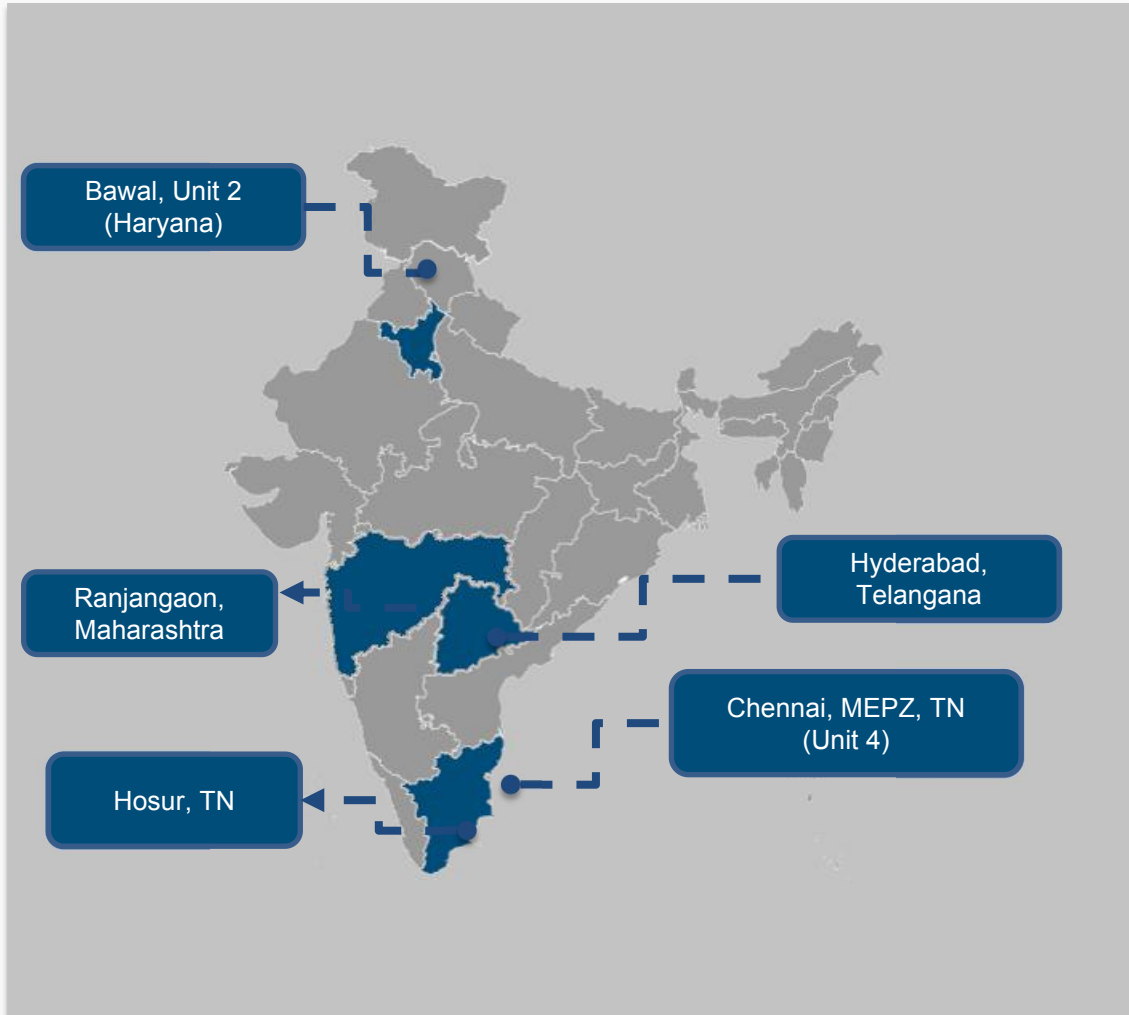 Bawal, Unit 2
(Haryana)
Hyderabad,
Telangana
Ranjangaon,
Maharashtra
Chennai, MEPZ, TN
(Unit 4)
Hosur, TN